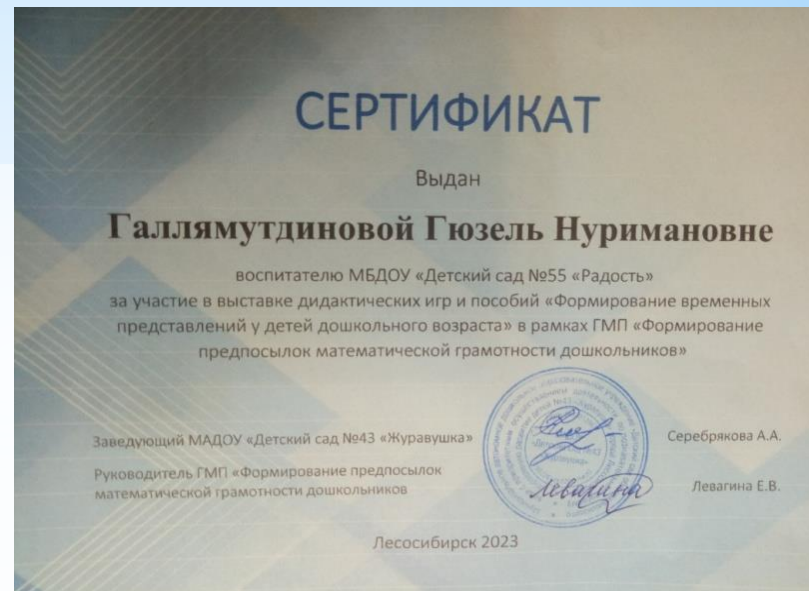 СЕРТИФИКАТ
Выдан
Галлямутдиновой Гюзель Нуримановне
воспитателю МБДОУ «Детский сад №55 «Радость»
за участие в выставке дидактических игр и пособий «Формирование временных
представлений у детей дошкольного возраста» в рамках ГМП «Формирование
предпосылок математической грамотности дошкольников»
Заведующий МАДОУ «Детский сад №43 «Журавушка»
Серебрякова А.А.
Руководитель ГМП «Формирование предпосылок
математической грамотности дошкольников
Левагина
Левагина Е.В.
Лесосибирск 2023